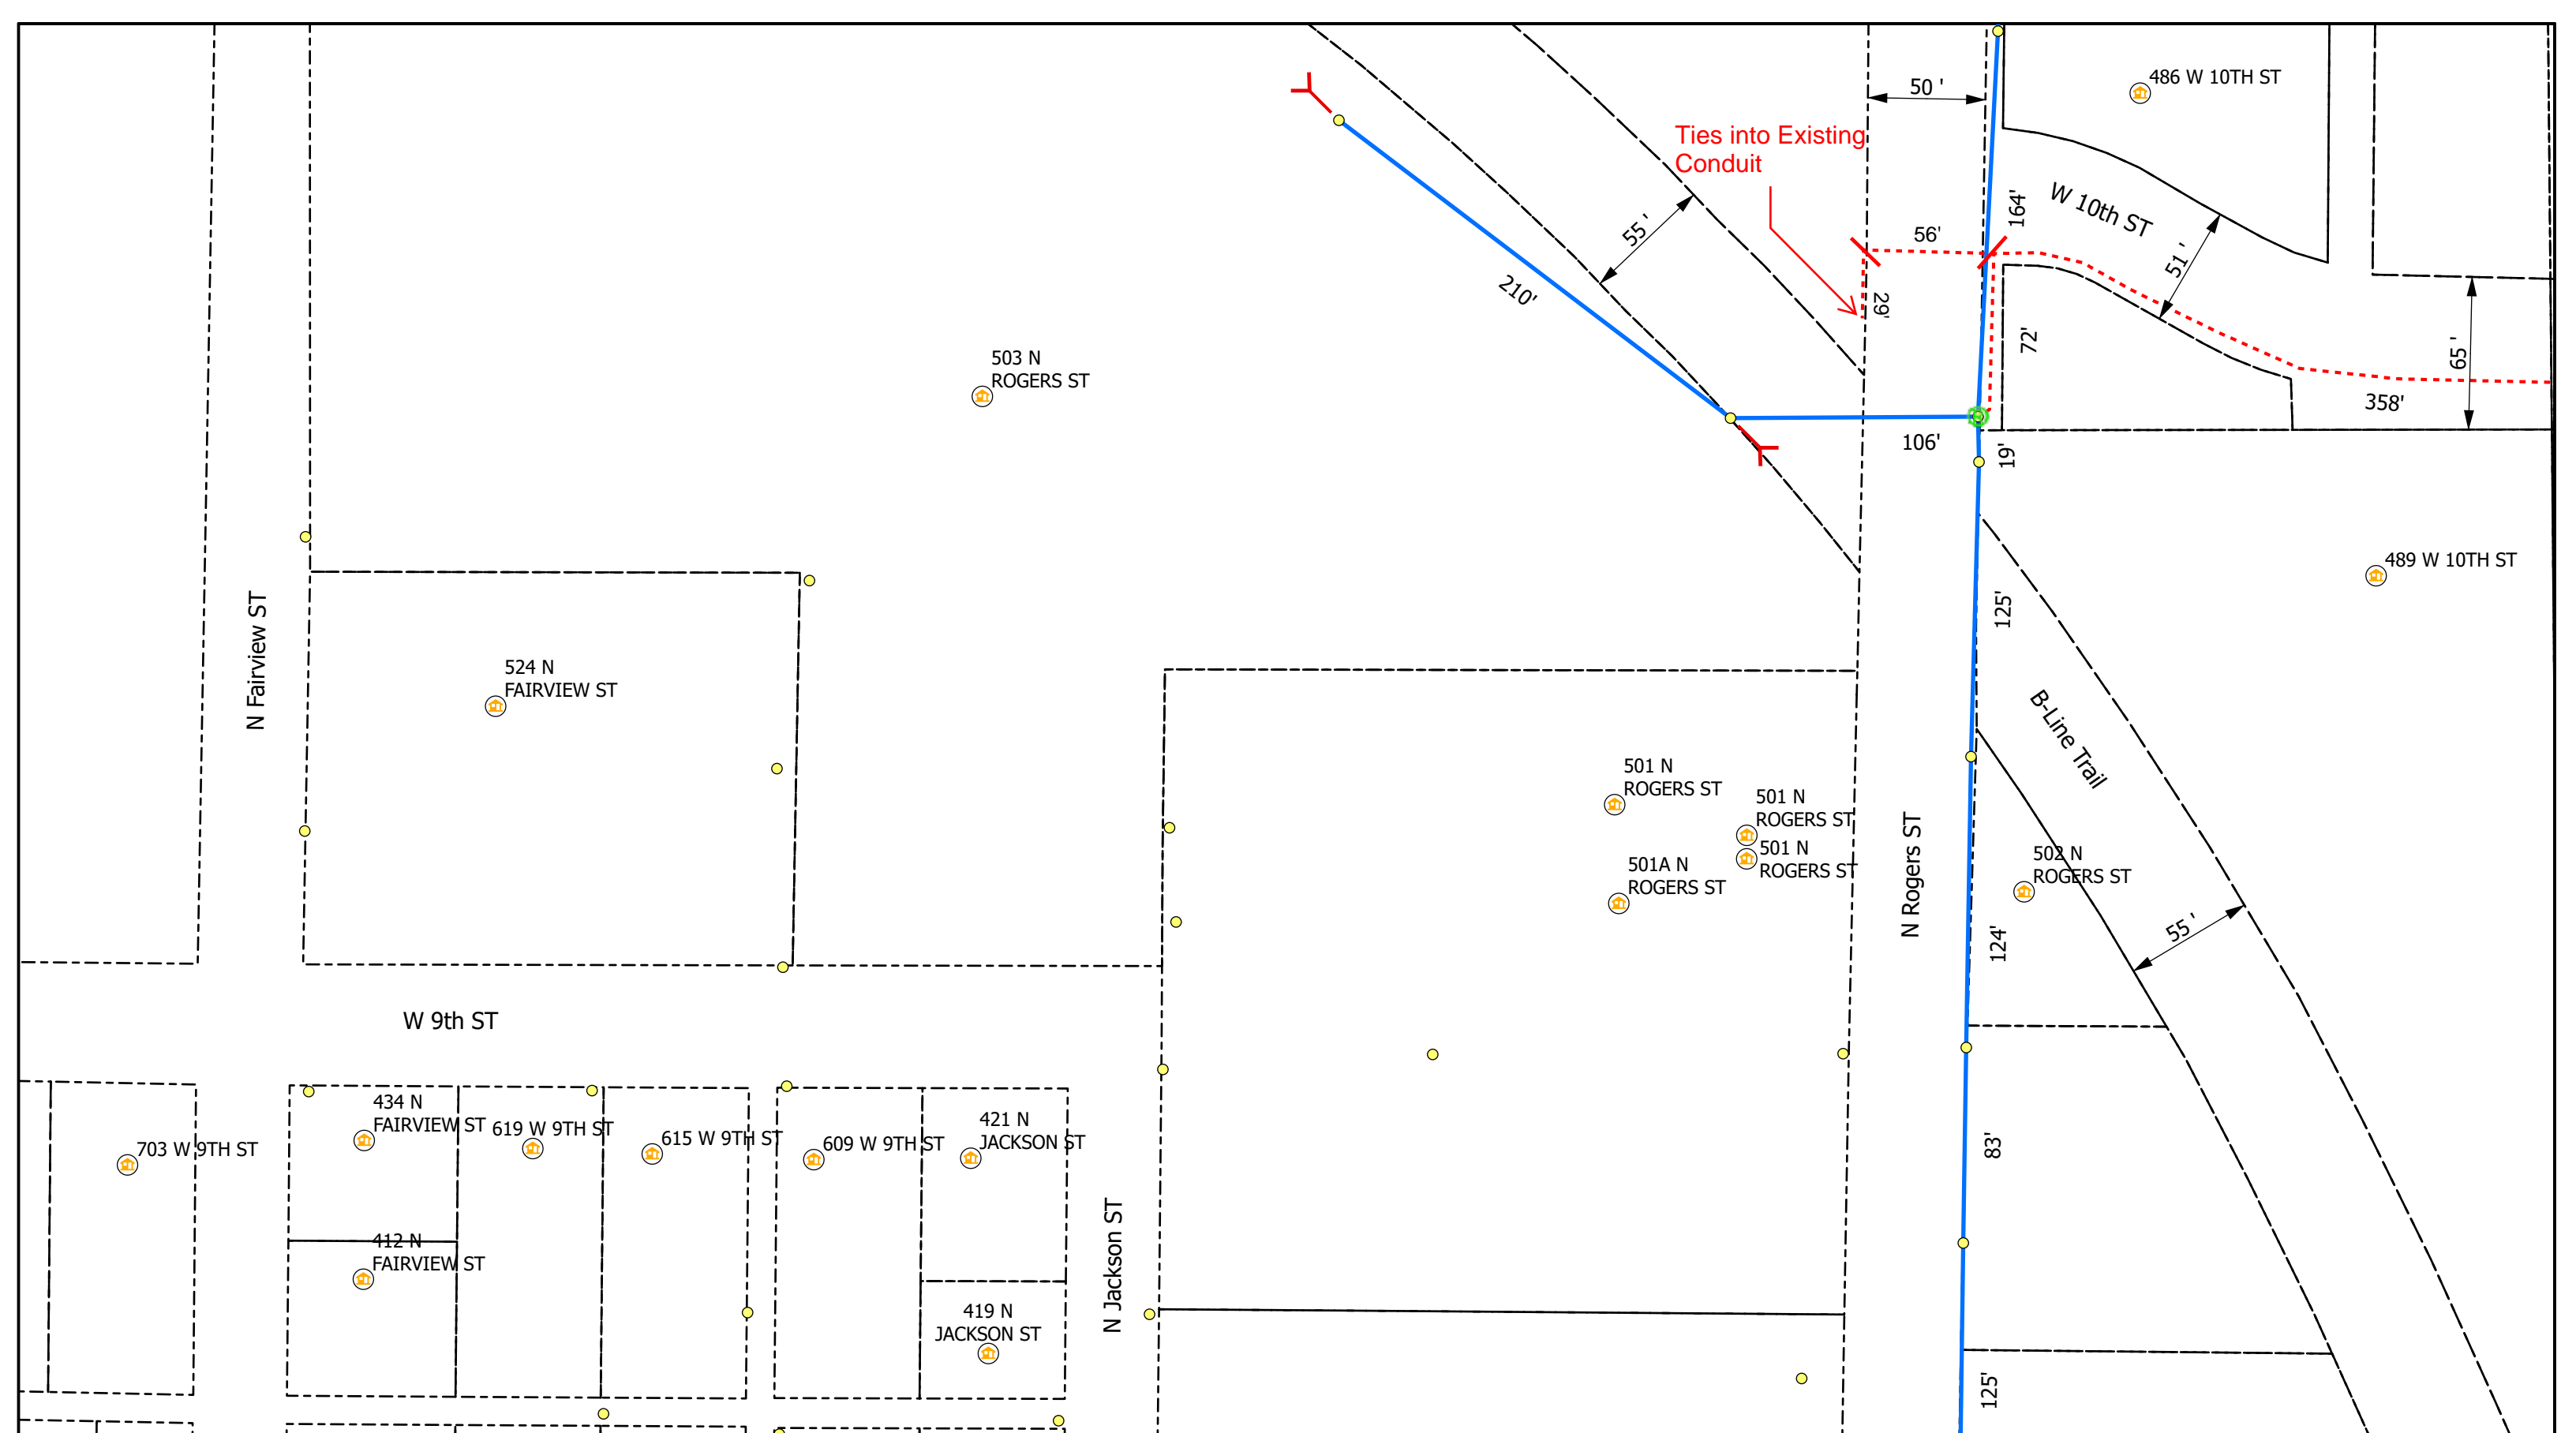 486 W 10TH ST
50 '
Ties into Existing
Conduit
W 10th ST
164'
56'
51 '
55 '
210'
29'
72'
65 '
503 N
ROGERS ST
358'
106'
19'
489 W 10TH ST
125'
N Fairview ST
524 N
FAIRVIEW ST
B-Line Trail
501 N
ROGERS ST
501 N
ROGERS ST
501 N
ROGERS ST
501A N
ROGERS ST
N Rogers ST
502 N
ROGERS ST
55 '
124'
W 9th ST
434 N
FAIRVIEW ST
619 W 9TH ST
615 W 9TH ST
609 W 9TH ST
421 N
JACKSON ST
703 W 9TH ST
83'
412 N
FAIRVIEW ST
N Jackson ST
419 N
JACKSON ST
125'